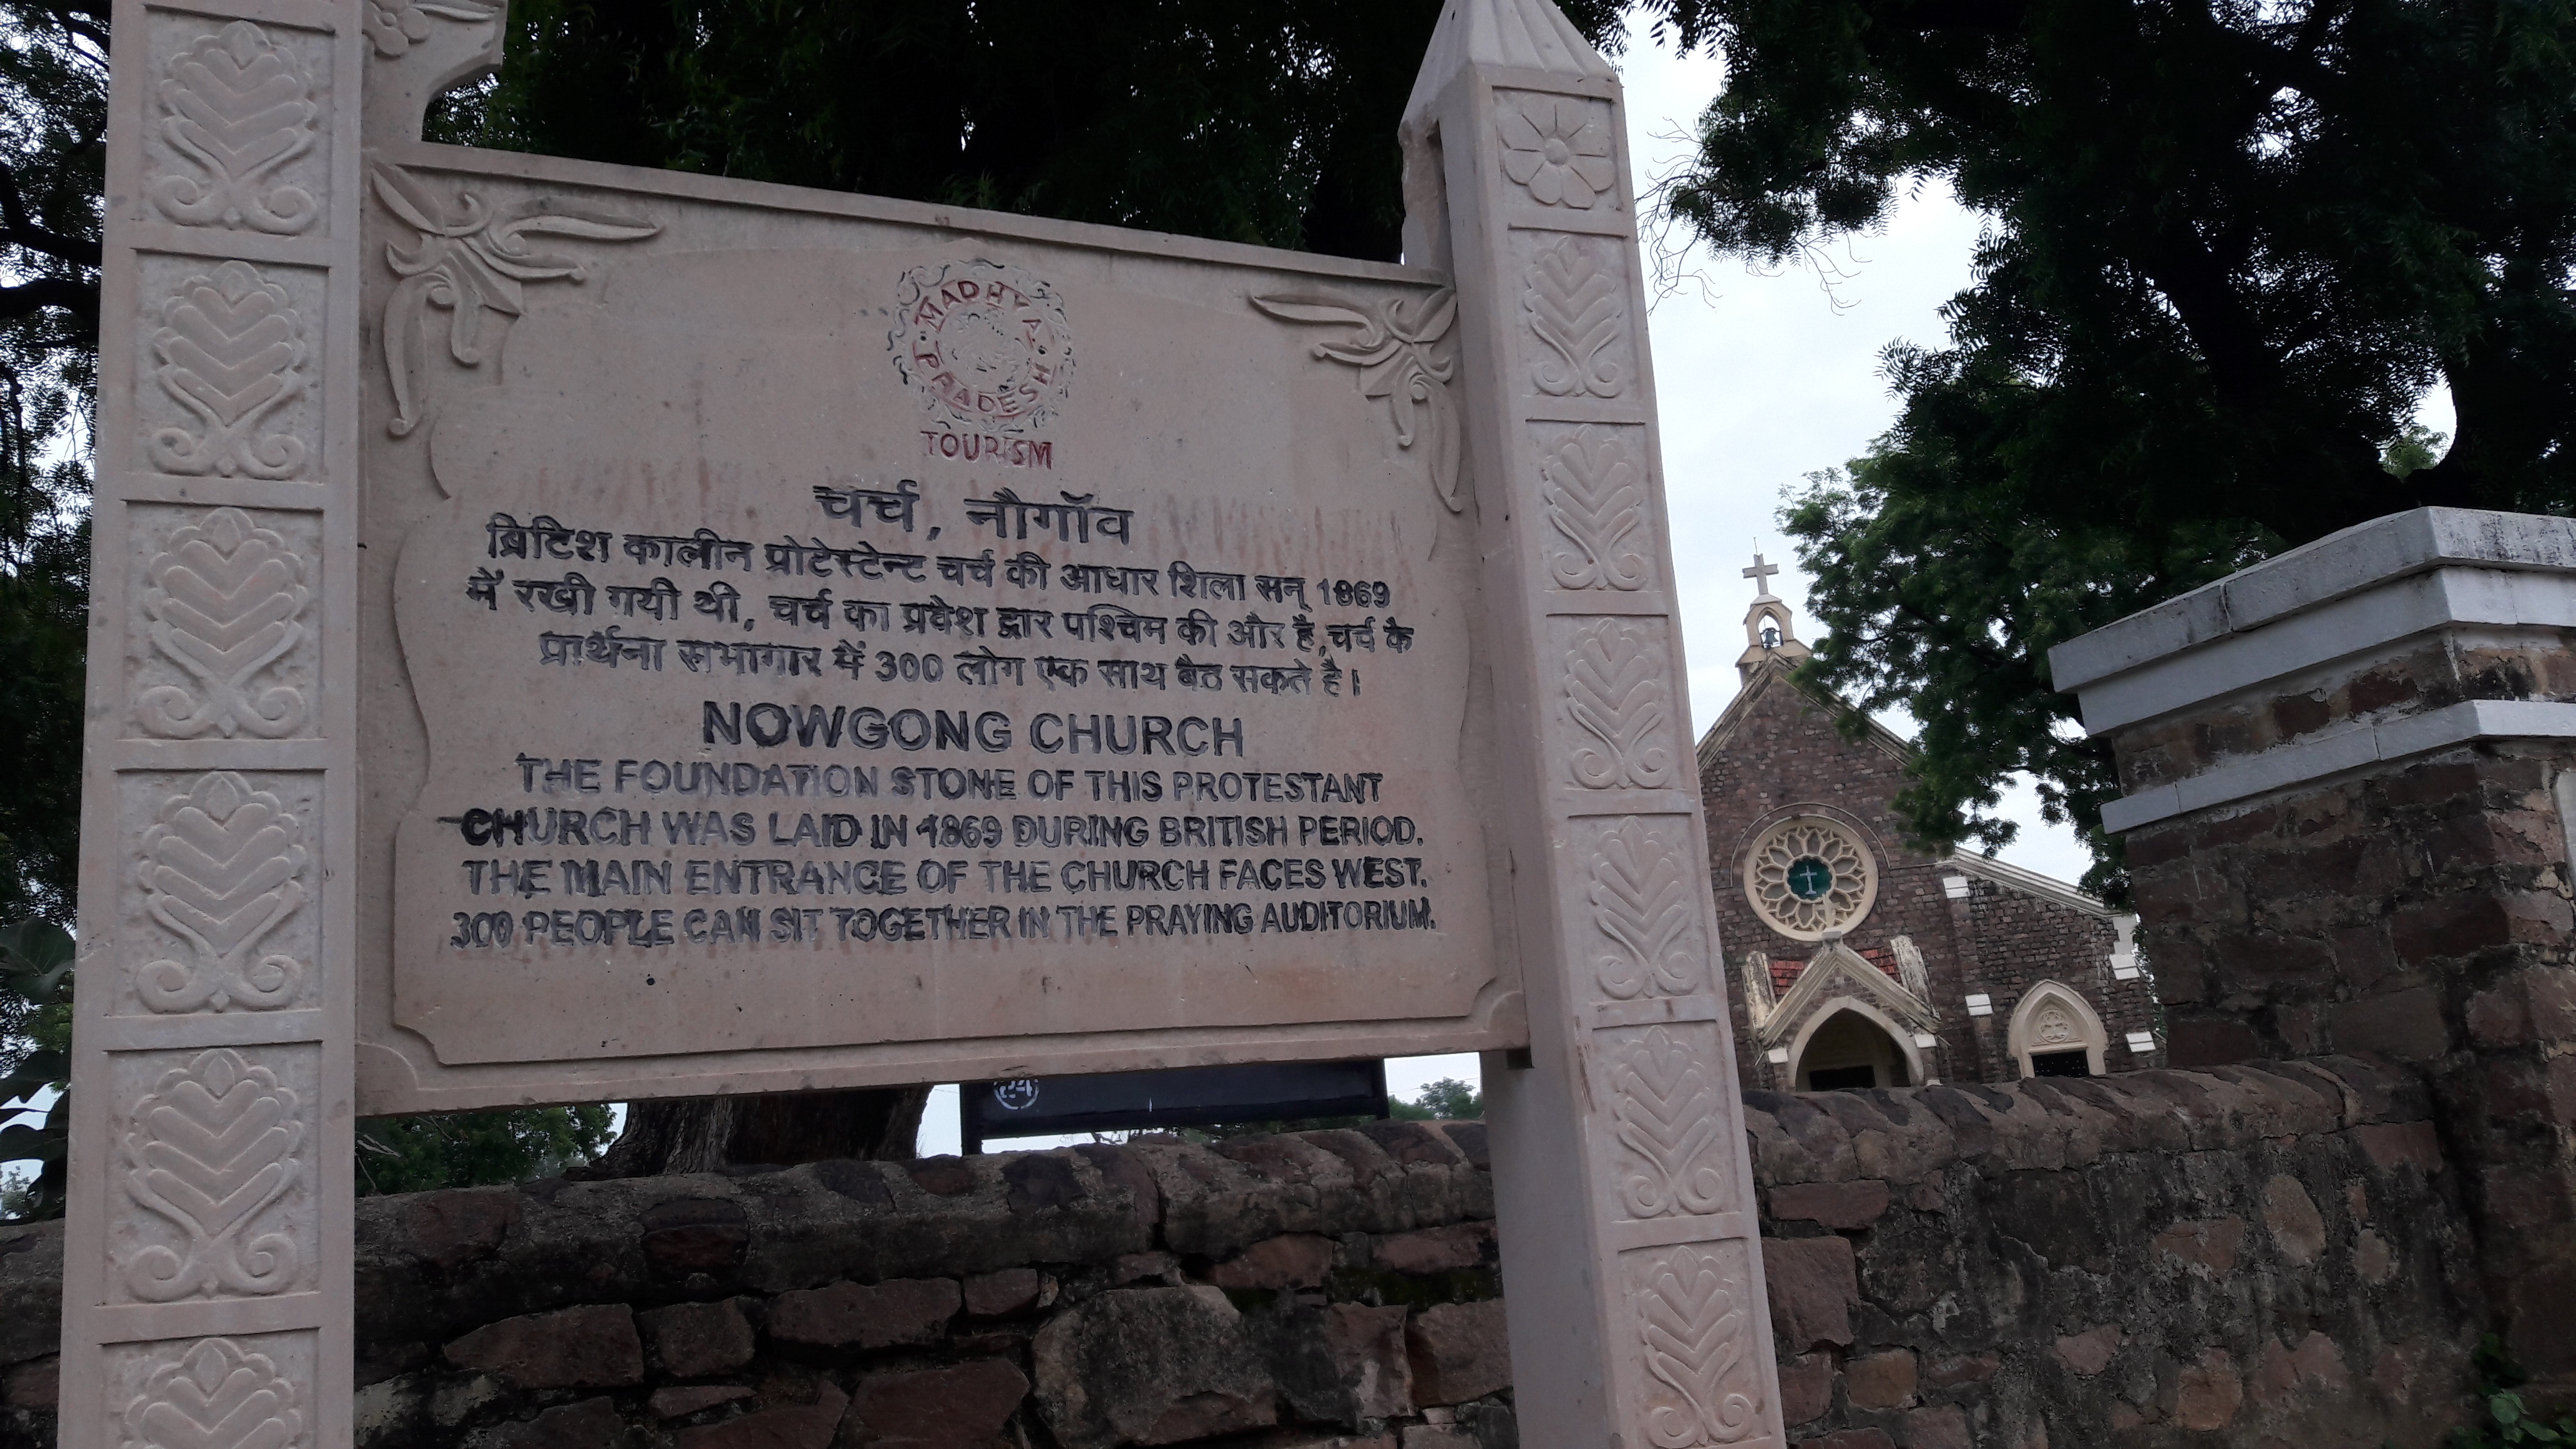 MADHYA PRADESH
TOURISM
चर्च, नौगॉव
ब्रिटिश कालीन प्रोटेस्टेन्ट चर्च की आधार शिला सन् 1869
में रखी गयी थी, चर्च का प्रवेश द्वार पश्चिम की और है,चर्च के
प्रार्थना सभागार में 300 लोग एक साथ बैठ सकते है।
NOWGONG CHURCH
THE FOUNDATION STONE OF THIS PROTESTANT
CHURCH WAS LAID IN 1869 DURING BRITISH PERIOD.
THE MAIN ENTRANCE OF THE CHURCH FACES WEST.
300 PEOPLE CAN SIT TOGETHER IN THE PRAYING AUDITORIUM.
24